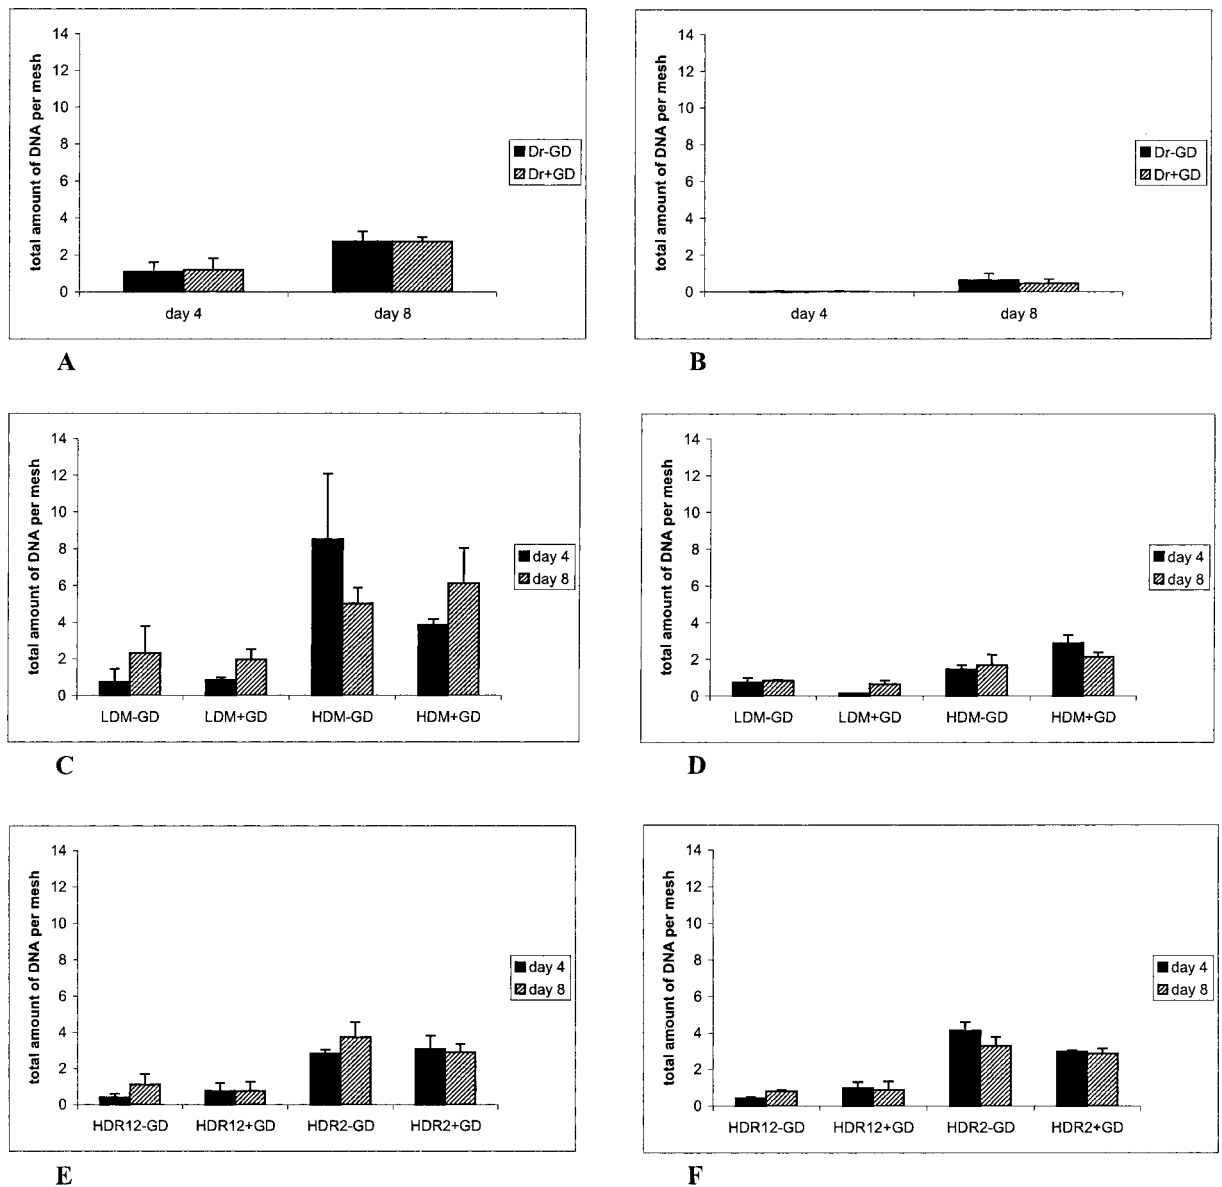 total amount of DNA per mesh
14
12
10
8
6
4
2
0
day 4
day 8
Dr-GD
Dr+GD
A
total amount of DNA per mesh
14
12
10
8
6
4
2
0
day 4
day 8
Dr-GD
Dr+GD
B
total amount of DNA per mesh
14
12
10
8
6
4
2
0
LDM-GD
LDM+GD
HDM-GD
HDM+GD
day 4
day 8
C
total amount of DNA per mesh
14
12
10
8
6
4
2
0
LDM-GD
LDM+GD
HDM-GD
HDM+GD
day 4
day 8
D
total amount of DNA per mesh
14
12
10
8
6
4
2
0
HDR12-GD
HDR12+GD
HDR2-GD
HDR2+GD
day 4
day 8
E
total amount of DNA per mesh
14
12
10
8
6
4
2
0
HDR12-GD
HDR12+GD
HDR2-GD
HDR2+GD
day 4
day 8
F